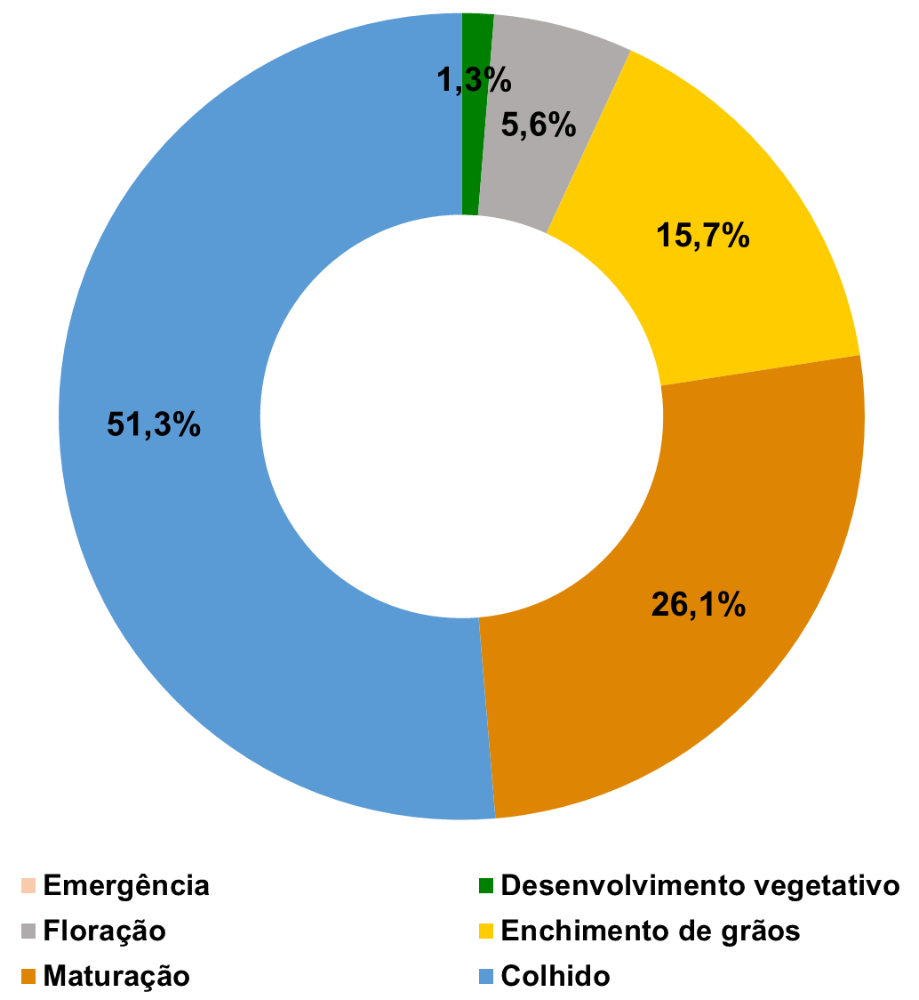 1,3%
5,6%
15,7%
51,3%
26,1%
Emergência
Desenvolvimento vegetativo
Floração
Enchimento de grãos
Maturação
Colhido